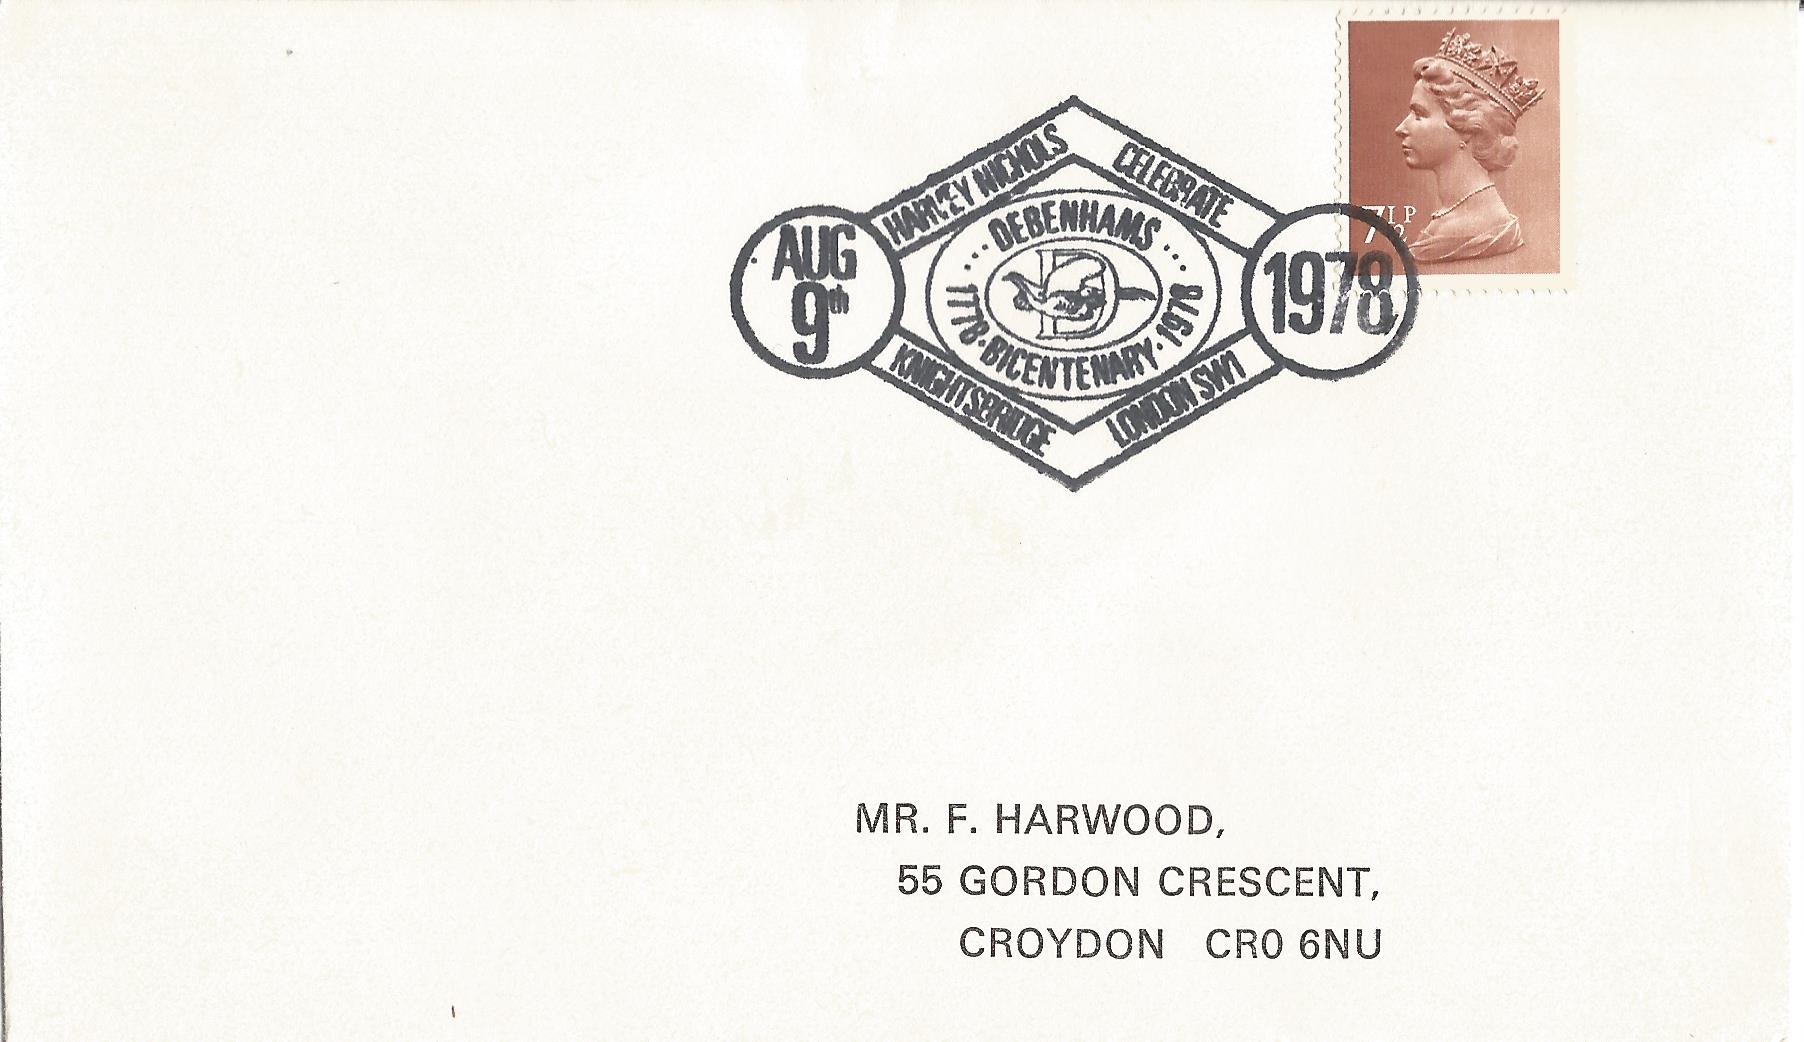 7½P
HARVEY NICHOLS CELEBRATE
AUG 9th
1978
DEBENHAMS
1778 · BICENTENARY · 1978
D
KNIGHTSBRIDGE LONDON SW1
MR. F. HARWOOD,
55 GORDON CRESCENT,
CROYDON CR0 6NU